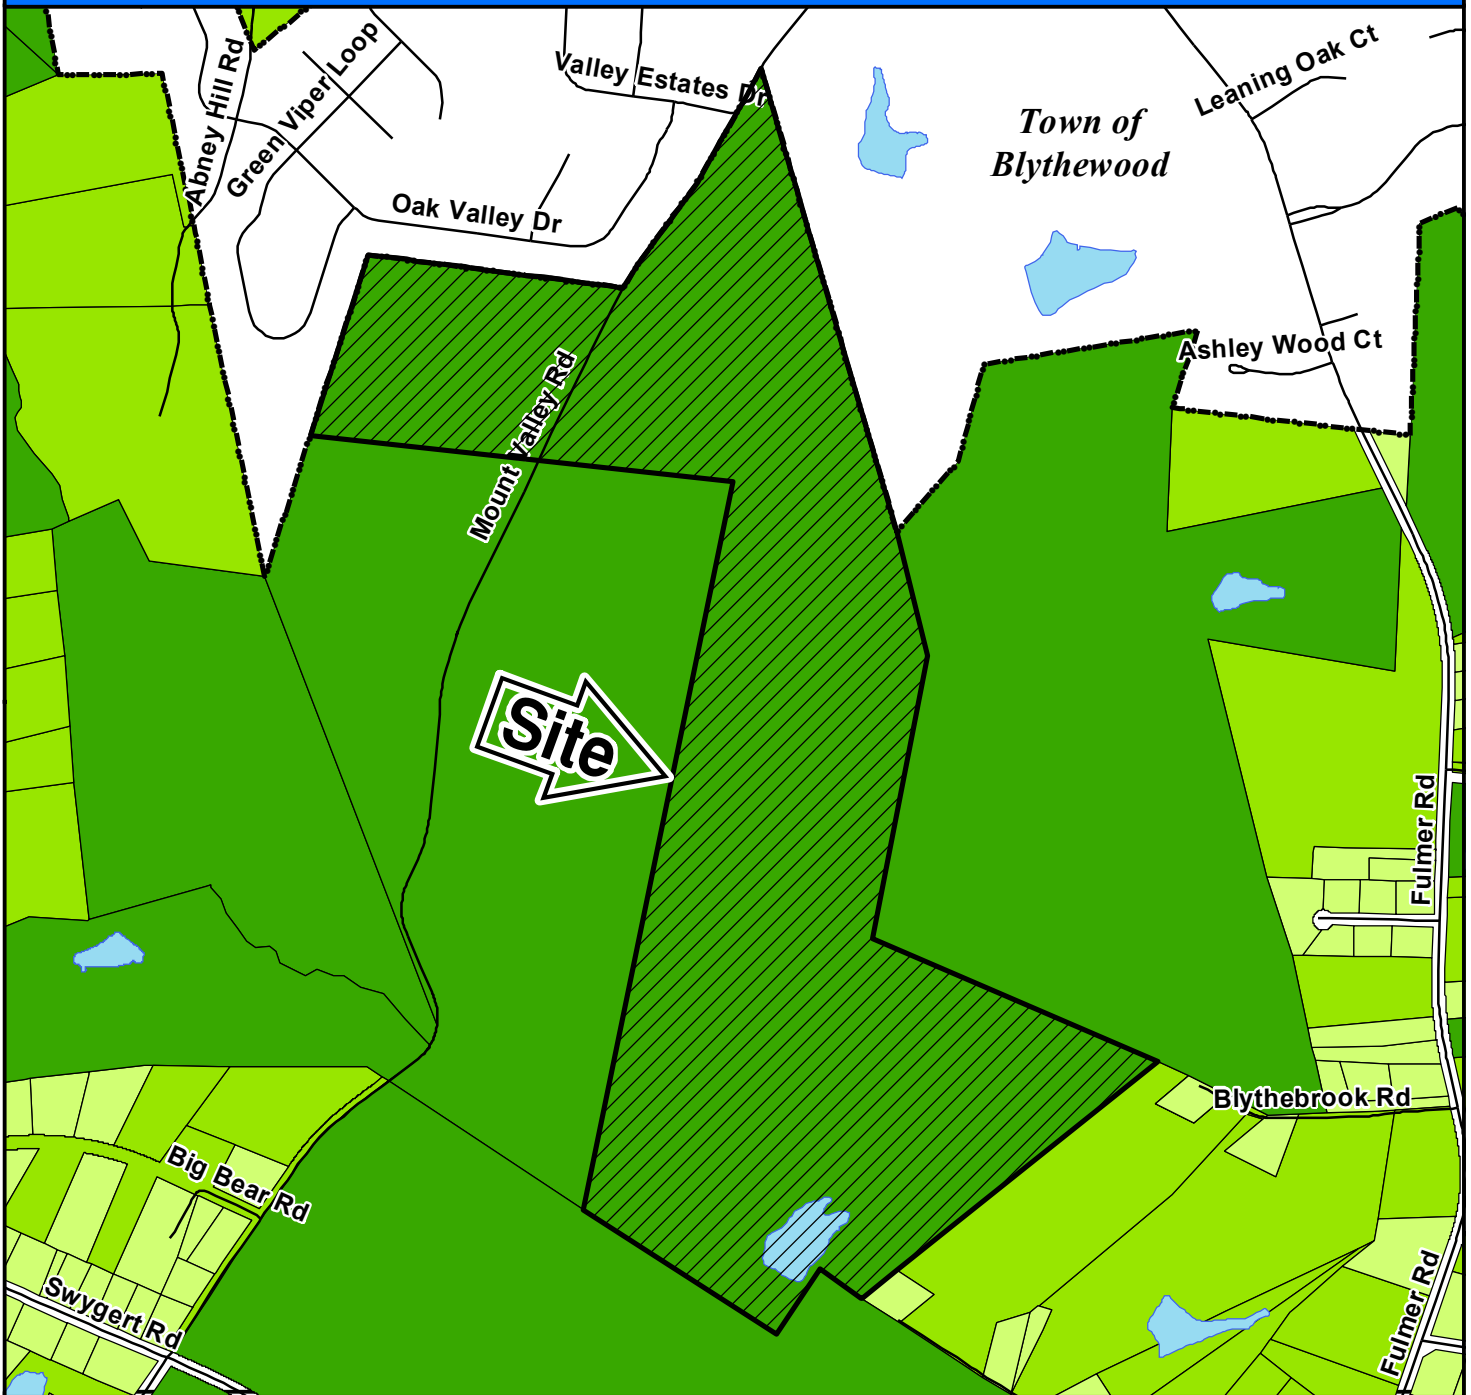 Abney Hill Rd
Green Viper Loop
Valley Estates Dr
Leaning Oak Ct
Town of
Blythewood
Oak Valley Dr
Ashley Wood Ct
Mount Valley Rd
Site
Fulmer Rd
Blythebrook Rd
Big Bear Rd
Swygert Rd
Fulmer Rd